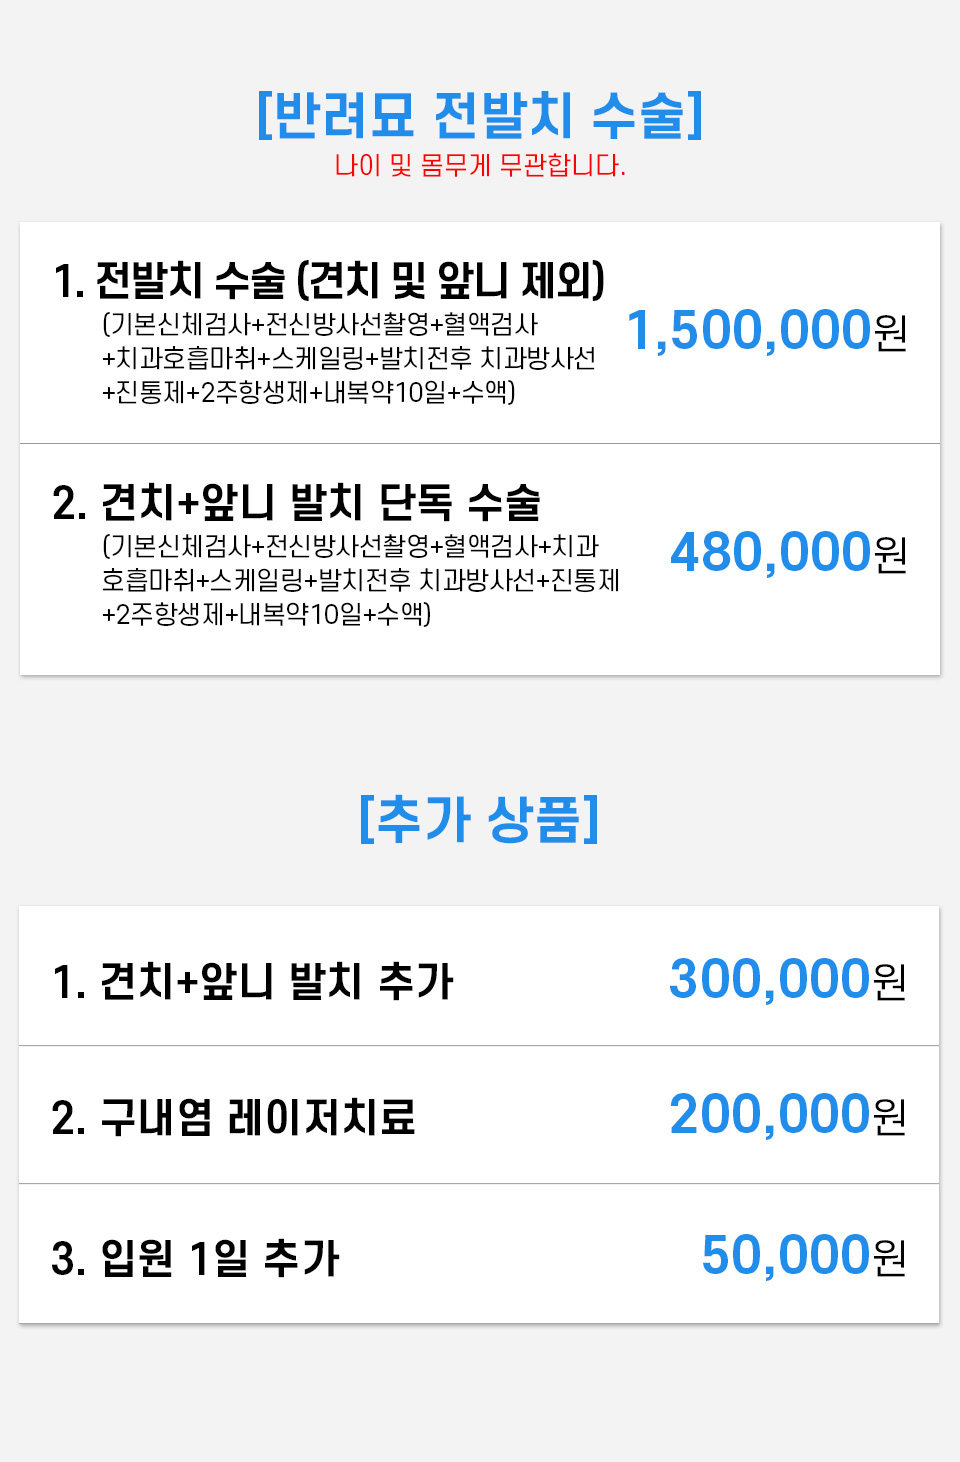 [반려묘 전발치 수술]
나이 및 몸무게 무관합니다.
1. 전발치 수술 (견치 및 앞니 제외)
(기본신체검사+전신방사선촬영+혈액검사
+치과호흡마취+스케일링+발치전후 치과방사선
+진통제+2주항생제+내복약10일+수액)
1,500,000원
2. 견치+앞니 발치 단독 수술
(기본신체검사+전신방사선촬영+혈액검사+치과
호흡마취+스케일링+발치전후 치과방사선+진통제
+2주항생제+내복약10일+수액)
480,000원
[추가 상품]
1. 견치+앞니 발치 추가
300,000원
2. 구내염 레이저치료
200,000원
3. 입원 1일 추가
50,000원